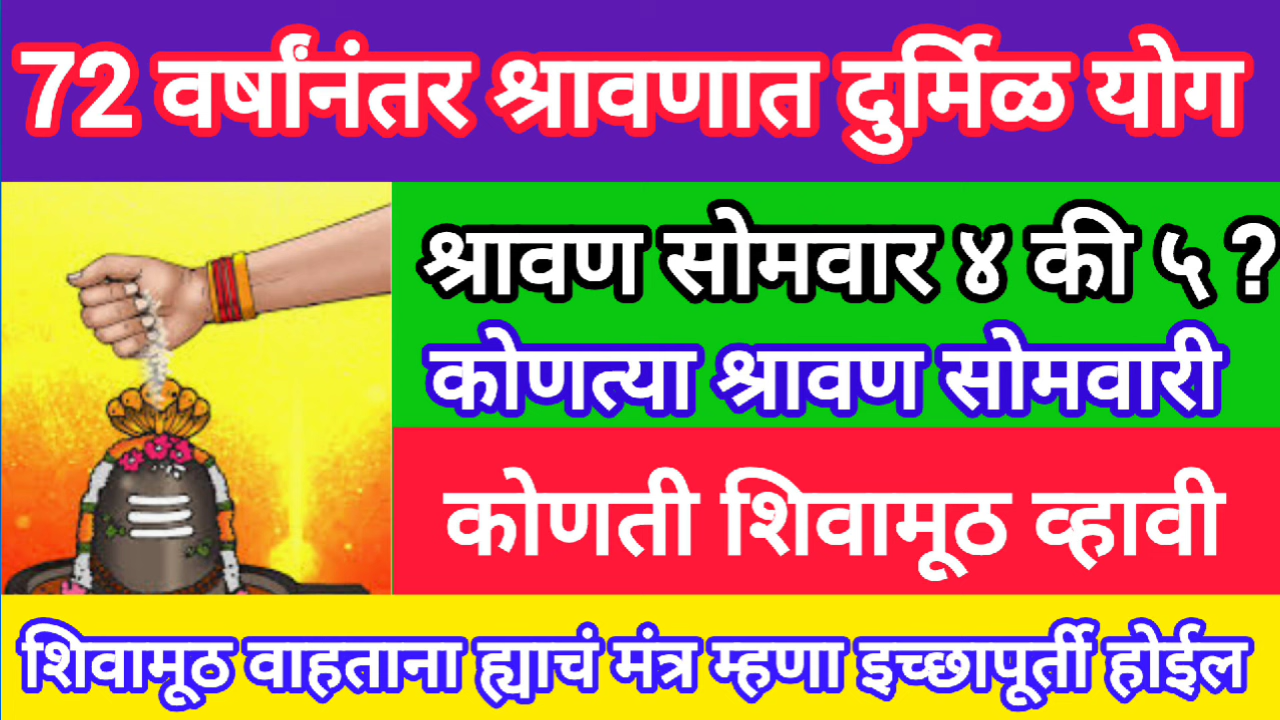 72 वर्षांनंतर श्रावणात दुर्मिळ योग
श्रावण सोमवार ४ की ५ ?
कोणत्या श्रावण सोमवारी
कोणती शिवामूठ व्हावी
शिवामूठ वाहताना ह्याचं मंत्र म्हणा इच्छापूर्ती होईल